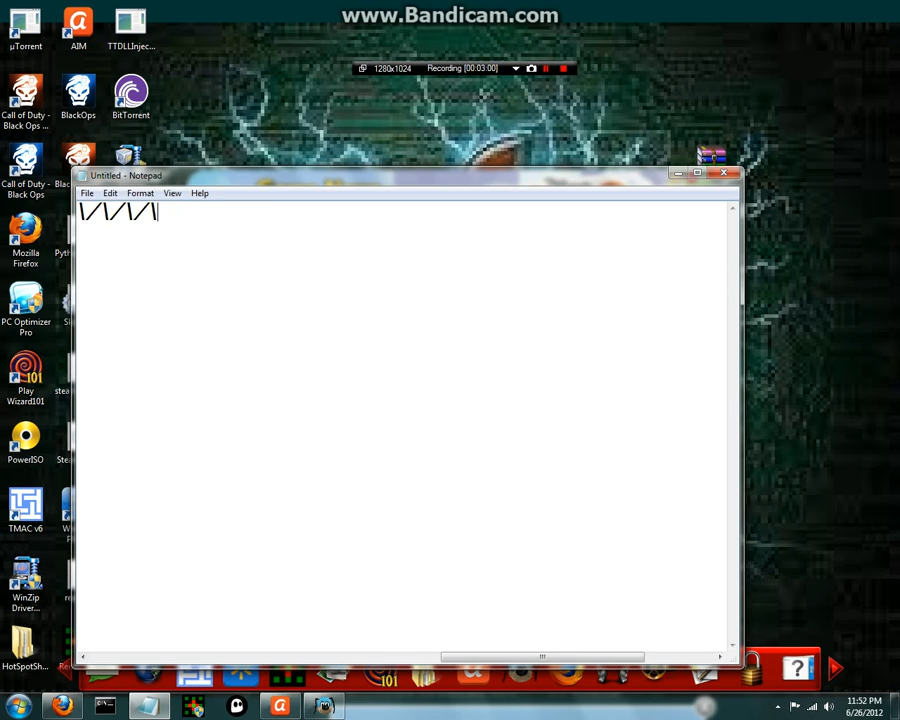 www.Bandicam.com
µTorrent
AIM
TTDLLInjec...
1280x1024
Recording [00:03:00]
Call of Duty - Black Ops ...
BlackOps
BitTorrent
Call of Duty - Black Ops
Untitled - Notepad
File Edit Format View Help
\/\/\/\
Mozilla Firefox
PC Optimizer Pro
101
Play Wizard101
PowerISO
TMAC v6
WinZip Driver...
HotSpotSh...
101
?
C:\_
11:52 PM
6/26/2012